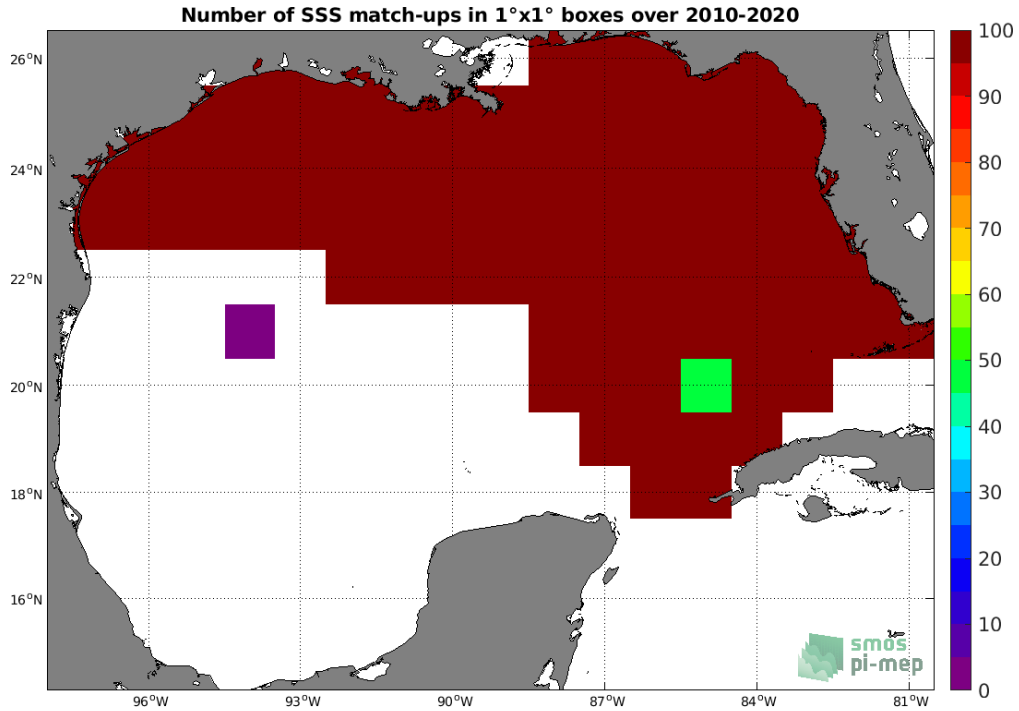 Number of SSS match-ups in 1°x1° boxes over 2010-2020
26°N
24°N
22°N
20°N
18°N
16°N
96°W
93°W
90°W
87°W
84°W
81°W
100
90
80
70
60
50
40
30
20
10
0
smos
pi-mep